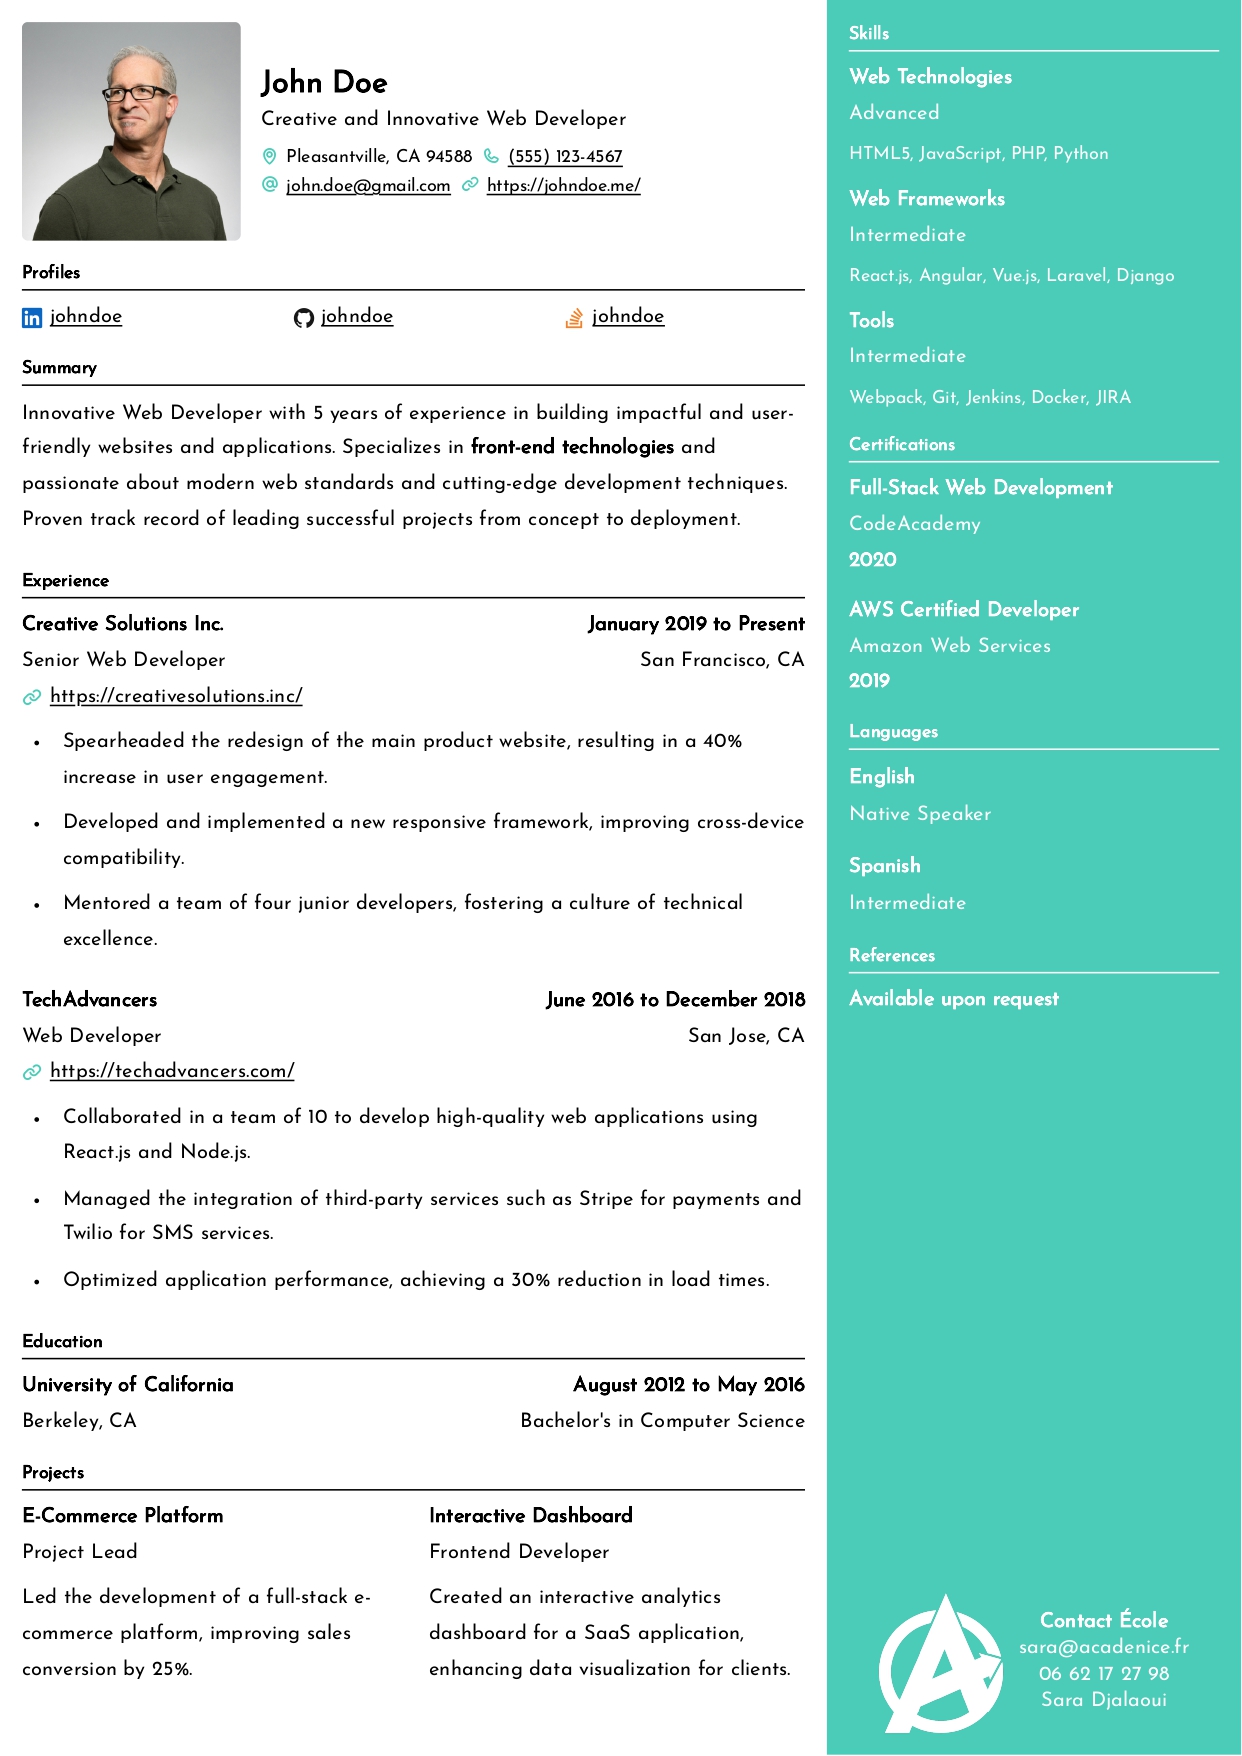 John Doe
Creative and Innovative Web Developer
Pleasantville, CA 94588 (555) 123-4567
john.doe@gmail.com https://johndoe.me/
Profiles
johndoe johndoe johndoe
Summary
Innovative Web Developer with 5 years of experience in building impactful and user-
friendly websites and applications. Specializes in front-end technologies and
passionate about modern web standards and cutting-edge development techniques.
Proven track record of leading successful projects from concept to deployment.
Experience
Creative Solutions Inc. January 2019 to Present
Senior Web Developer San Francisco, CA
https://creativesolutions.inc/
• Spearheaded the redesign of the main product website, resulting in a 40%
increase in user engagement.
• Developed and implemented a new responsive framework, improving cross-device
compatibility.
• Mentored a team of four junior developers, fostering a culture of technical
excellence.
TechAdvancers June 2016 to December 2018
Web Developer San Jose, CA
https://techadvancers.com/
• Collaborated in a team of 10 to develop high-quality web applications using
React.js and Node.js.
• Managed the integration of third-party services such as Stripe for payments and
Twilio for SMS services.
• Optimized application performance, achieving a 30% reduction in load times.
Education
University of California August 2012 to May 2016
Berkeley, CA Bachelor's in Computer Science
Projects
E-Commerce Platform
Project Lead
Led the development of a full-stack e-
commerce platform, improving sales
conversion by 25%.
Interactive Dashboard
Frontend Developer
Created an interactive analytics
dashboard for a SaaS application,
enhancing data visualization for clients.
Skills
Web Technologies
Advanced
HTML5, JavaScript, PHP, Python
Web Frameworks
Intermediate
React.js, Angular, Vue.js, Laravel, Django
Tools
Intermediate
Webpack, Git, Jenkins, Docker, JIRA
Certifications
Full-Stack Web Development
CodeAcademy
2020
AWS Certified Developer
Amazon Web Services
2019
Languages
English
Native Speaker
Spanish
Intermediate
References
Available upon request
Contact École
sara@acadenice.fr
06 62 17 27 98
Sara Djalaoui